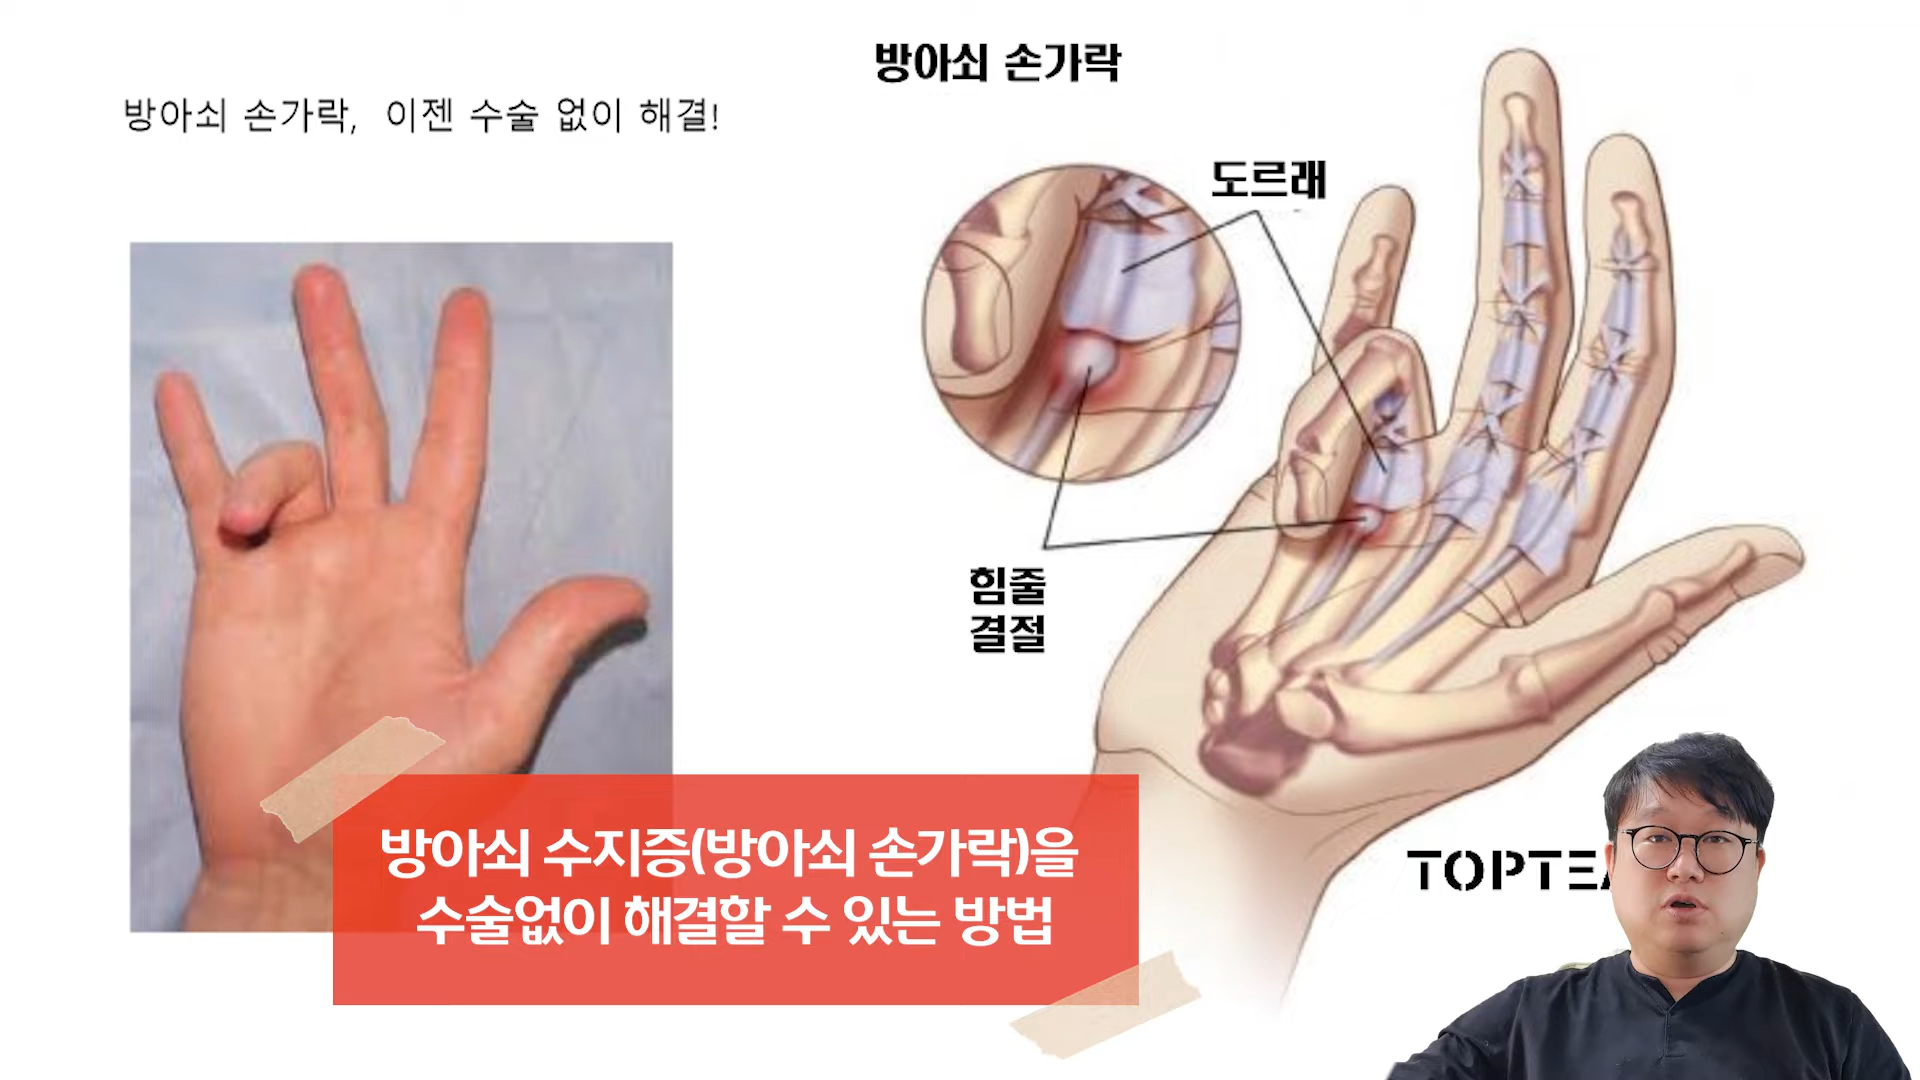 방아쇠 손가락, 이젠 수술 없이 해결!
방아쇠 손가락
도르래
힘줄
결절
방아쇠 수지증(방아쇠 손가락)을
수술없이 해결할 수 있는 방법